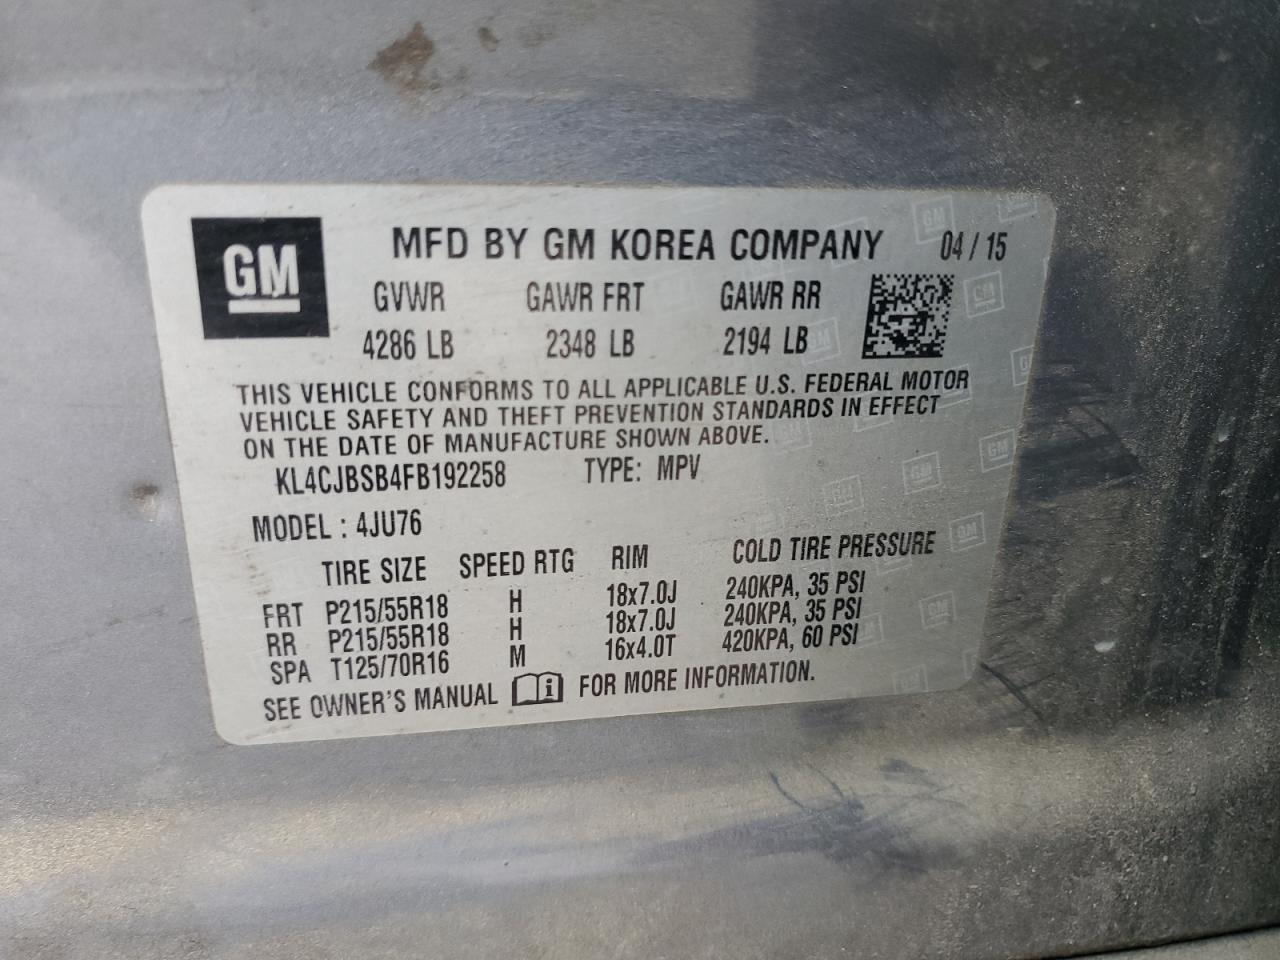 GM
MFD BY GM KOREA COMPANY 04 / 15
GVWR GAWR FRT GAWR RR
4286 LB 2348 LB 2194 LB
THIS VEHICLE CONFORMS TO ALL APPLICABLE U.S. FEDERAL MOTOR
VEHICLE SAFETY AND THEFT PREVENTION STANDARDS IN EFFECT
ON THE DATE OF MANUFACTURE SHOWN ABOVE.
KL4CJBSB4FB192258 TYPE: MPV
MODEL : 4JU76
TIRE SIZE SPEED RTG RIM COLD TIRE PRESSURE
FRT P215/55R18 H 18x7.0J 240KPA, 35 PSI
RR P215/55R18 H 18x7.0J 240KPA, 35 PSI
SPA T125/70R16 M 16x4.0T 420KPA, 60 PSI
SEE OWNER'S MANUAL FOR MORE INFORMATION.